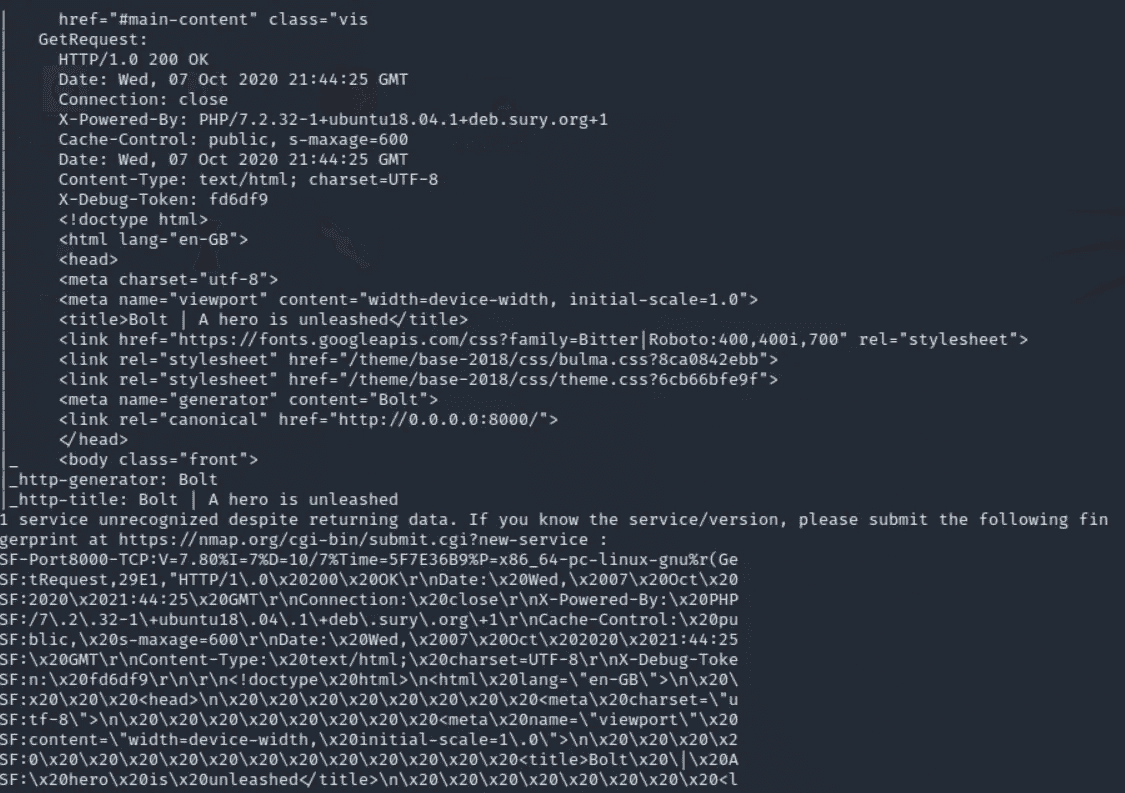 |     href="#main-content" class="vis
|   GetRequest:
|     HTTP/1.0 200 OK
|     Date: Wed, 07 Oct 2020 21:44:25 GMT
|     Connection: close
|     X-Powered-By: PHP/7.2.32-1+ubuntu18.04.1+deb.sury.org+1
|     Cache-Control: public, s-maxage=600
|     Date: Wed, 07 Oct 2020 21:44:25 GMT
|     Content-Type: text/html; charset=UTF-8
|     X-Debug-Token: fd6df9
|     <!doctype html>
|     <html lang="en-GB">
|     <head>
|     <meta charset="utf-8">
|     <meta name="viewport" content="width=device-width, initial-scale=1.0">
|     <title>Bolt | A hero is unleashed</title>
|     <link href="https://fonts.googleapis.com/css?family=Bitter|Roboto:400,400i,700" rel="stylesheet">
|     <link rel="stylesheet" href="/theme/base-2018/css/bulma.css?8ca0842ebb">
|     <link rel="stylesheet" href="/theme/base-2018/css/theme.css?6cb66bfe9f">
|     <meta name="generator" content="Bolt">
|     <link rel="canonical" href="http://0.0.0.0:8000/">
|     </head>
|_    <body class="front">
|_http-generator: Bolt
|_http-title: Bolt | A hero is unleashed
1 service unrecognized despite returning data. If you know the service/version, please submit the following fin
gerprint at https://nmap.org/cgi-bin/submit.cgi?new-service :
SF-Port8000-TCP:V=7.80%I=7%D=10/7%Time=5F7E36B9%P=x86_64-pc-linux-gnu%r(Ge
SF:tRequest,29E1,"HTTP/1\.0\x20200\x20OK\r\nDate:\x20Wed,\x2007\x20Oct\x20
SF:2020\x2021:44:25\x20GMT\r\nConnection:\x20close\r\nX-Powered-By:\x20PHP
SF:/7\.2\.32-1\+ubuntu18\.04\.1\+deb\.sury\.org\+1\r\nCache-Control:\x20pu
SF:blic,\x20s-maxage=600\r\nDate:\x20Wed,\x2007\x20Oct\x202020\x2021:44:25
SF:\x20GMT\r\nContent-Type:\x20text/html;\x20charset=UTF-8\r\nX-Debug-Toke
SF:n:\x20fd6df9\r\n\r\n<!doctype\x20html>\n<html\x20lang=\"en-GB\">\n\x20\
SF:x20\x20\x20<head>\n\x20\x20\x20\x20\x20\x20\x20\x20<meta\x20charset=\"u
SF:tf-8\">\n\x20\x20\x20\x20\x20\x20\x20\x20<meta\x20name=\"viewport\"\x20
SF:content=\"width=device-width,\x20initial-scale=1\.0\">\n\x20\x20\x20\x2
SF:0\x20\x20\x20\x20\x20\x20\x20\x20\x20<title>Bolt\x20\|\x20A
SF:\x20hero\x20is\x20unleashed</title>\n\x20\x20\x20\x20\x20\x20\x20\x20<l